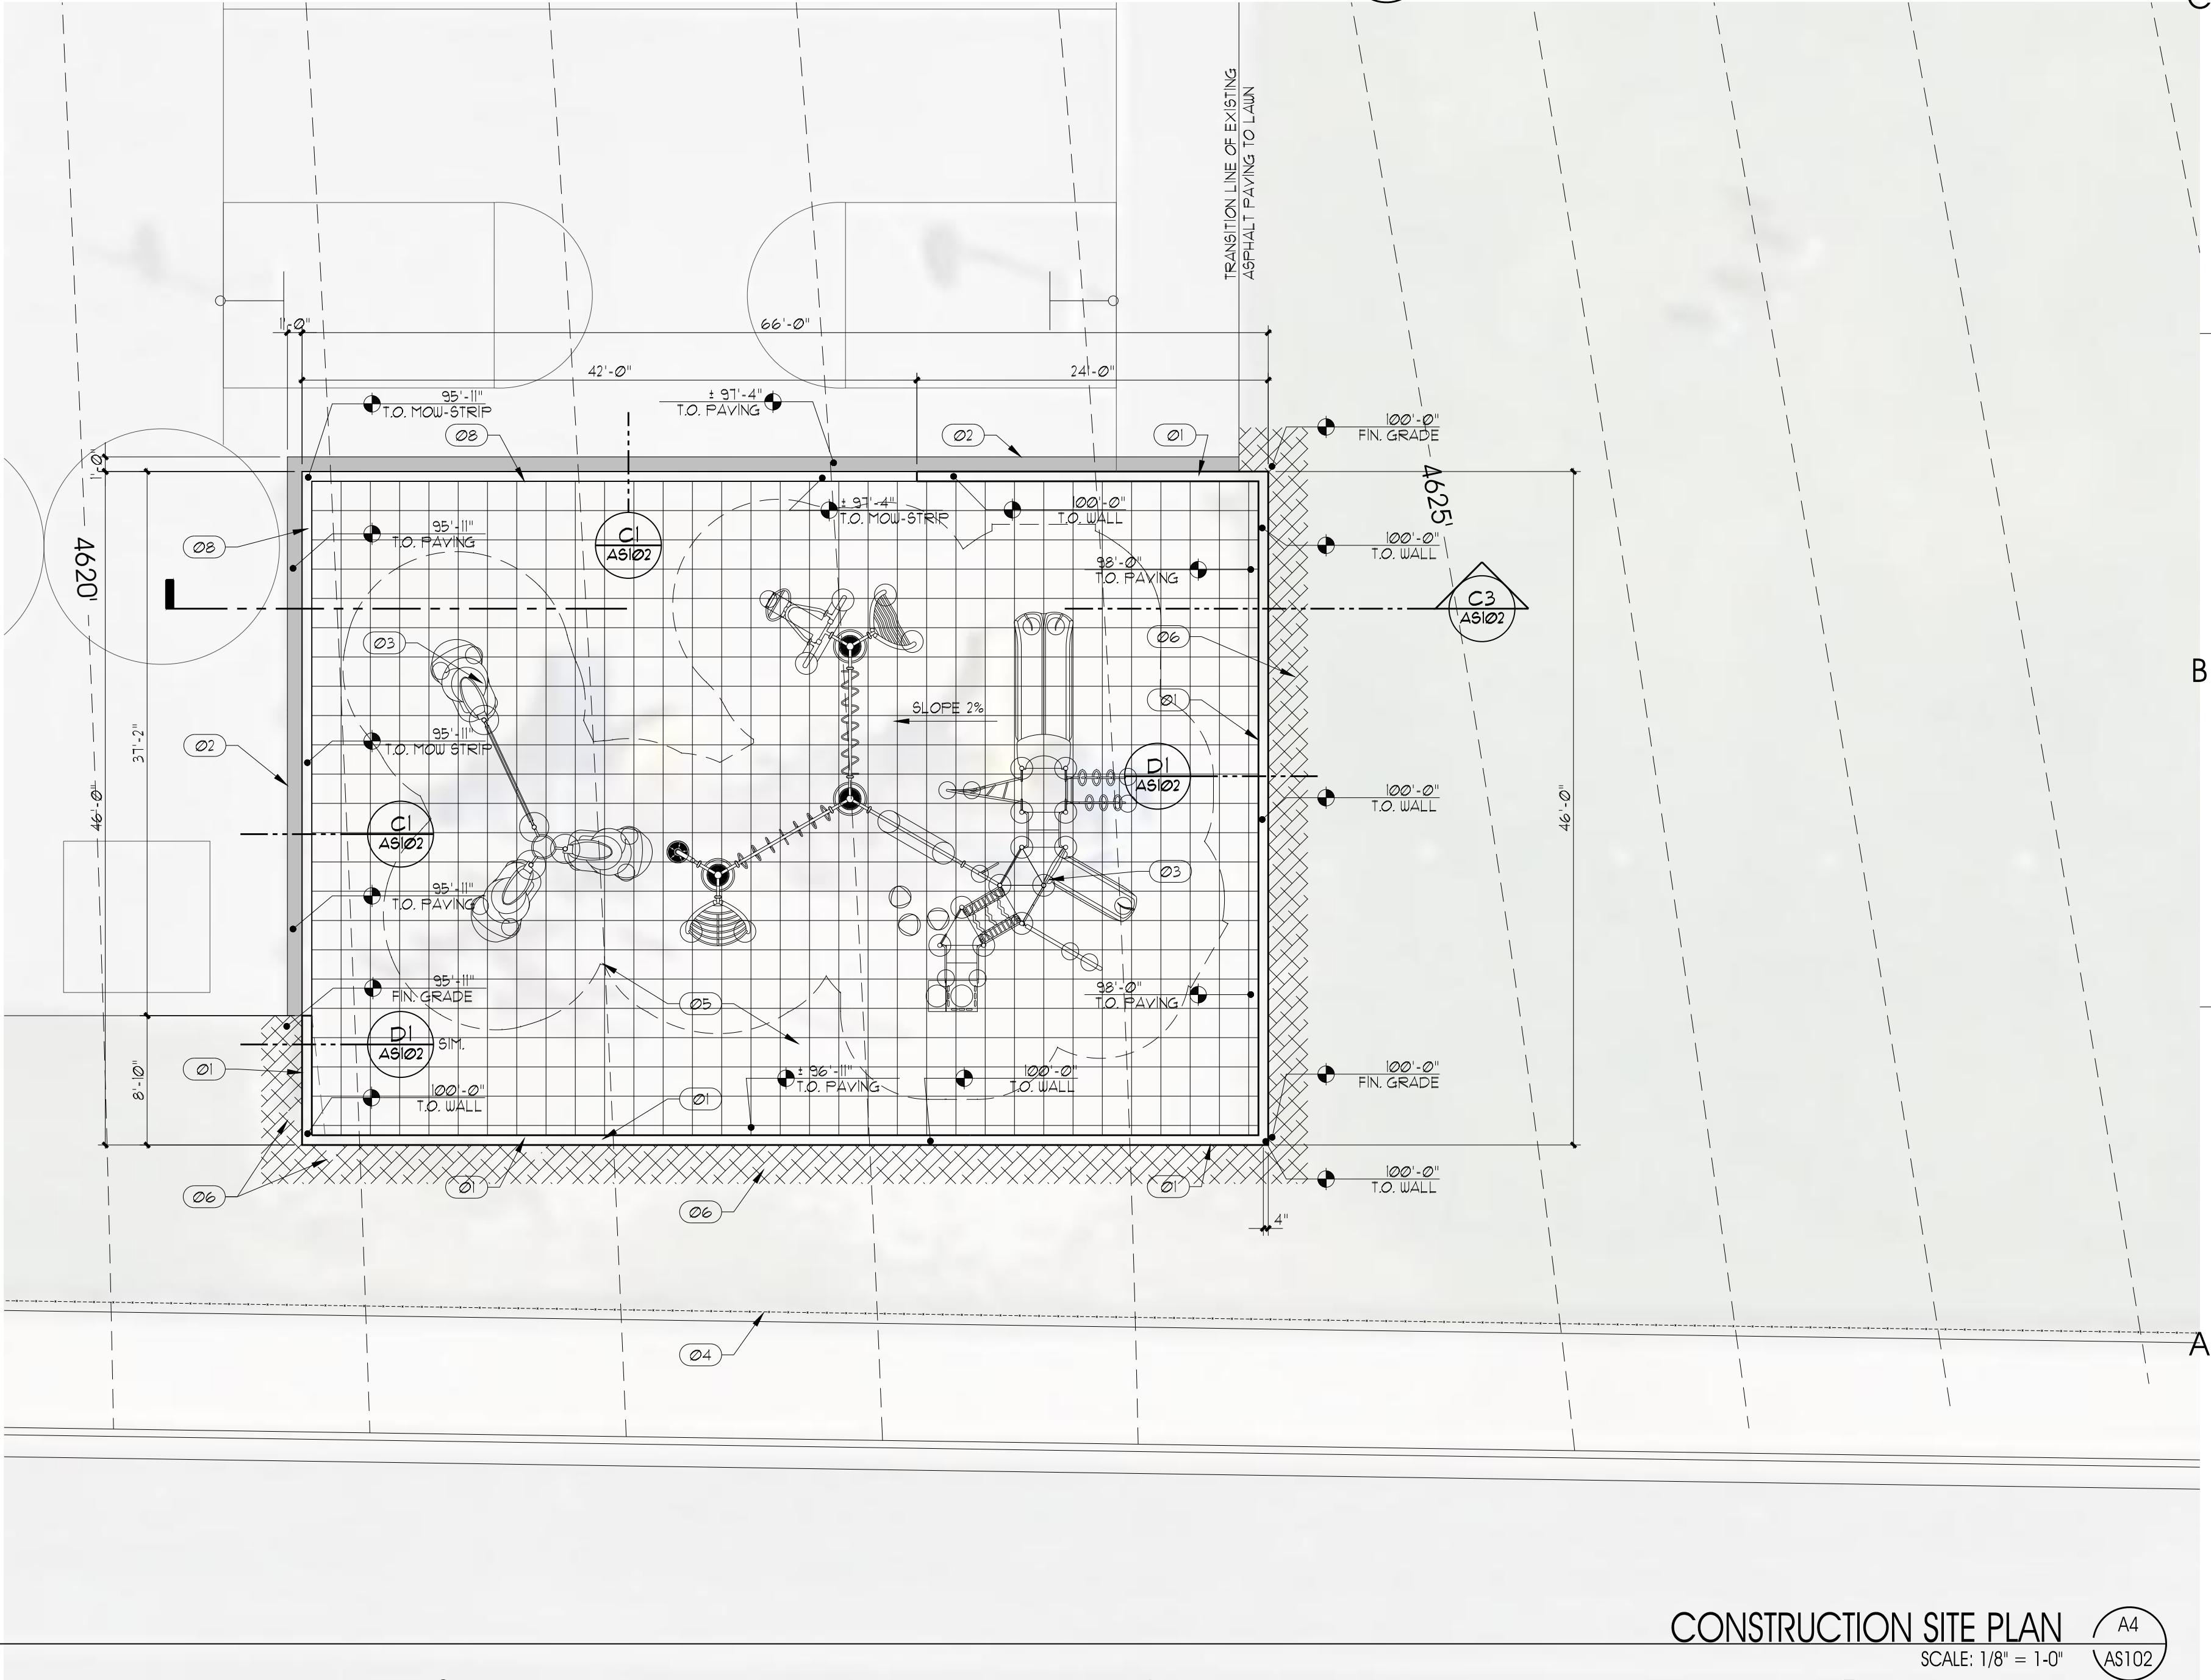 C
TRANSITION LINE OF EXISTING
ASPHALT PAVING TO LAWN
1'-0"
66'-0"
42'-0"
24'-0"
95'-11"
T.O. MOW-STRIP
± 97'-4"
T.O. PAVING
08
02
01
100'-0"
FIN. GRADE
1'-0"
4625'
± 97'-4"
T.O. MOW-STRIP
100'-0"
T.O. WALL
95'-11"
T.O. PAVING
C1
AS102
08
100'-0"
T.O. WALL
4620'
98'-0"
T.O. PAVING
C3
AS102
03
06
B
01
SLOPE 2%
37'-2"
02
95'-11"
T.O. MOW STRIP
D1
AS102
46'-0"
100'-0"
T.O. WALL
46'-0"
C1
AS102
03
95'-11"
T.O. PAVING
95'-11"
FIN. GRADE
05
98'-0"
T.O. PAVING
D1
AS102
SIM.
01
8'-10"
± 96'-11"
T.O. PAVING
100'-0"
T.O. WALL
100'-0"
FIN. GRADE
100'-0"
T.O. WALL
01
06
01
06
01
100'-0"
T.O. WALL
4"
04
A
CONSTRUCTION SITE PLAN
A4
SCALE: 1/8" = 1-0"
AS102